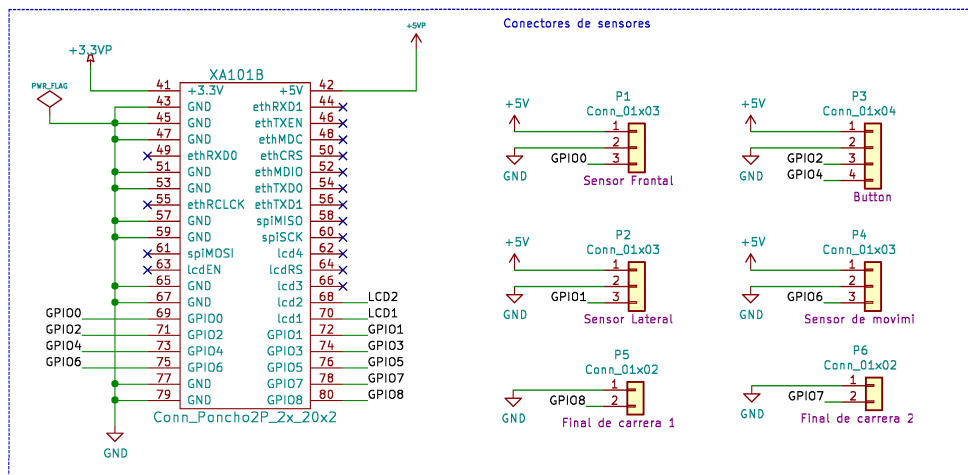 Conectores de sensores
+3.3VP
+5VP
PWR_FLAG
XA101B
41 +3.3V +5V 42
43 GND ethRXD1 44
45 GND ethTXEN 46
47 GND ethMDC 48
49 ethRXD0 ethCRS 50
51 GND ethMDIO 52
53 GND ethTXD0 54
55 ethRCLCK ethTXD1 56
57 GND spiMISO 58
59 GND spiSCK 60
61 spiMOSI lcd4 62
63 lcdEN lcdRS 64
65 GND lcd3 66
67 GND lcd2 68 LCD2
GPIO0 69 GPIO0 lcd1 70 LCD1
GPIO2 71 GPIO2 GPIO1 72 GPIO1
GPIO4 73 GPIO4 GPIO3 74 GPIO3
GPIO6 75 GPIO6 GPIO5 76 GPIO5
77 GND GPIO7 78 GPIO7
79 GND GPIO8 80 GPIO8
Conn_Poncho2P_2x_20x2
GND
P1
Conn_01x03
+5V
1
2
GPIO0 3
GND
Sensor Frontal
P3
Conn_01x04
+5V
1
2
GPIO2 3
GND
GPIO4 4
Button
P2
Conn_01x03
+5V
1
2
GPIO1 3
GND
Sensor Lateral
P4
Conn_01x03
+5V
1
2
GPIO6 3
GND
Sensor de movimi
P5
Conn_01x02
1
GPIO8 2
GND
Final de carrera 1
P6
Conn_01x02
1
GPIO7 2
GND
Final de carrera 2